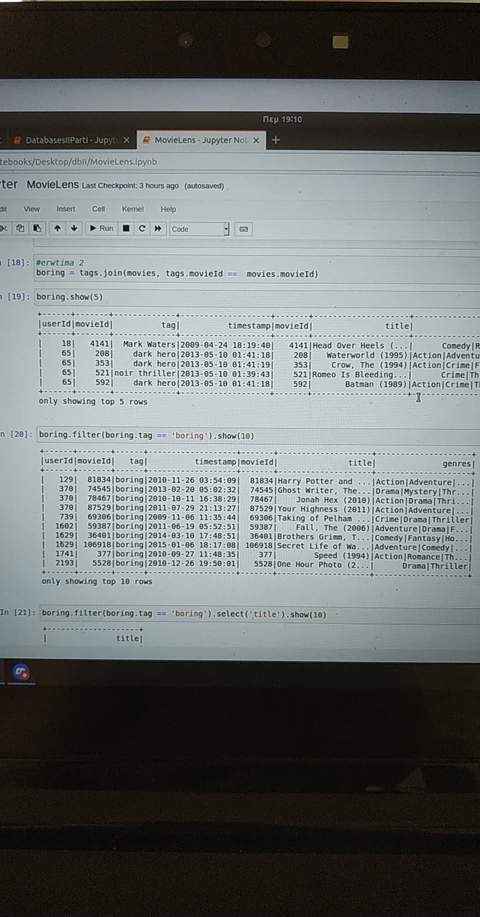 Πεμ 19:10
DatabasesIIPartI - Jupyt × MovieLens - Jupyter No × +
tebooks/Desktop/dbII/MovieLens.ipynb
yter MovieLens Last Checkpoint: 3 hours ago (autosaved)
dit View Insert Cell Kernel Help
Run Code
n [18]: #erwtima 2
boring = tags.join(movies, tags.movieId == movies.movieId)
n [19]: boring.show(5)
+------+-------+-------------+-------------------+-------+--------------------+--------
|userId|movieId| tag| timestamp|movieId| title|
+------+-------+-------------+-------------------+-------+--------------------+--------
| 18| 4141| Mark Waters|2009-04-24 18:19:40| 4141|Head Over Heels (...| Comedy|R
| 65| 208| dark hero|2013-05-10 01:41:18| 208| Waterworld (1995)|Action|Adventu
| 65| 353| dark hero|2013-05-10 01:41:19| 353| Crow, The (1994)|Action|Crime|F
| 65| 521|noir thriller|2013-05-10 01:39:43| 521|Romeo Is Bleeding...| Crime|Th
| 65| 592| dark hero|2013-05-10 01:41:18| 592| Batman (1989)|Action|Crime|T
+------+-------+-------------+-------------------+-------+--------------------+--------
only showing top 5 rows
n [20]: boring.filter(boring.tag == 'boring').show(10)
+------+-------+------+-------------------+-------+--------------------+--------------------+
|userId|movieId| tag| timestamp|movieId| title| genres|
+------+-------+------+-------------------+-------+--------------------+--------------------+
| 129| 81834|boring|2010-11-26 03:54:09| 81834|Harry Potter and ...|Action|Adventure|...|
| 370| 74545|boring|2013-02-20 05:02:32| 74545|Ghost Writer, The...|Drama|Mystery|Thr...|
| 370| 78467|boring|2010-10-11 16:38:29| 78467| Jonah Hex (2010)|Action|Drama|Thri...|
| 370| 87529|boring|2011-07-29 21:13:27| 87529| Your Highness (2011)|Action|Adventure|...|
| 739| 69306|boring|2009-11-06 11:35:44| 69306|Taking of Pelham ...|Crime|Drama|Thriller|
| 1602| 59387|boring|2011-06-19 05:52:51| 59387| Fall, The (2006)|Adventure|Drama|F...|
| 1629| 36401|boring|2014-03-10 17:48:51| 36401|Brothers Grimm, T...|Comedy|Fantasy|Ho...|
| 1629| 106918|boring|2015-01-06 18:17:08| 106918|Secret Life of Wa...|Adventure|Comedy|...|
| 1741| 377|boring|2010-09-27 11:48:35| 377| Speed (1994)|Action|Romance|Th...|
| 2193| 5528|boring|2010-12-26 19:50:01| 5528|One Hour Photo (2...| Drama|Thriller|
+------+-------+------+-------------------+-------+--------------------+--------------------+
only showing top 10 rows
In [21]: boring.filter(boring.tag == 'boring').select('title').show(10)
+--------------------+
| title|